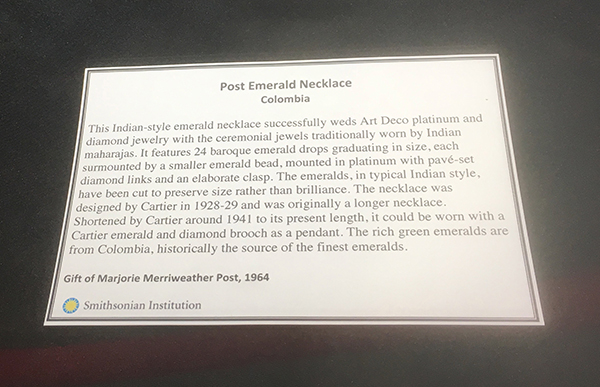 Post Emerald Necklace
Colombia
This Indian-style emerald necklace successfully weds Art Deco platinum and
diamond jewelry with the ceremonial jewels traditionally worn by Indian
maharajas. It features 24 baroque emerald drops graduating in size, each
surmounted by a smaller emerald bead, mounted in platinum with pavé-set
diamond links and an elaborate clasp. The emeralds, in typical Indian style,
have been cut to preserve size rather than brilliance. The necklace was
designed by Cartier in 1928-29 and was originally a longer necklace.
Shortened by Cartier around 1941 to its present length, it could be worn with a
Cartier emerald and diamond brooch as a pendant. The rich green emeralds are
from Colombia, historically the source of the finest emeralds.
Gift of Marjorie Merriweather Post, 1964
Smithsonian Institution